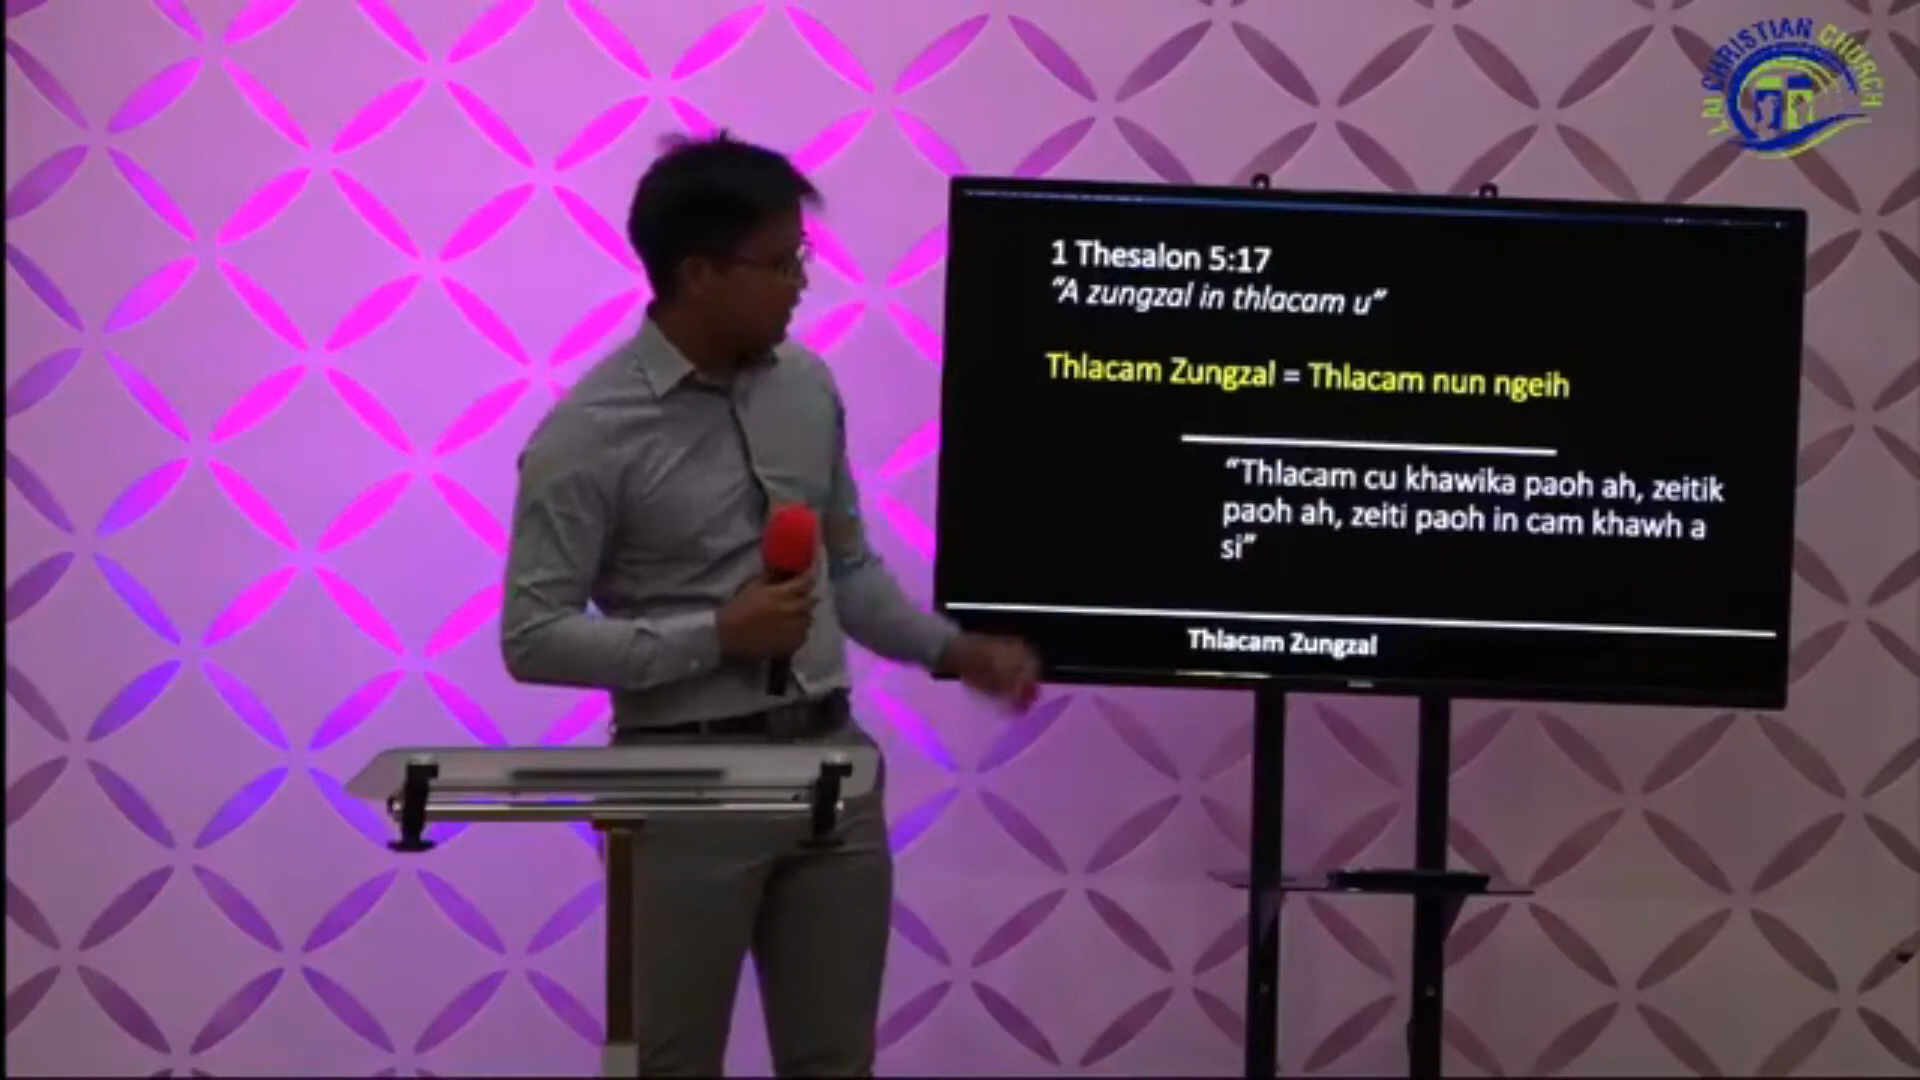 LAI CHRISTIAN CHURCH
1 Thesalon 5:17
“A zungzal in thlacam u”
Thlacam Zungzal = Thlacam nun ngeih
“Thlacam cu khawika paoh ah, zeitik
paoh ah, zeiti paoh in cam khawh a
si”
Thlacam Zungzal